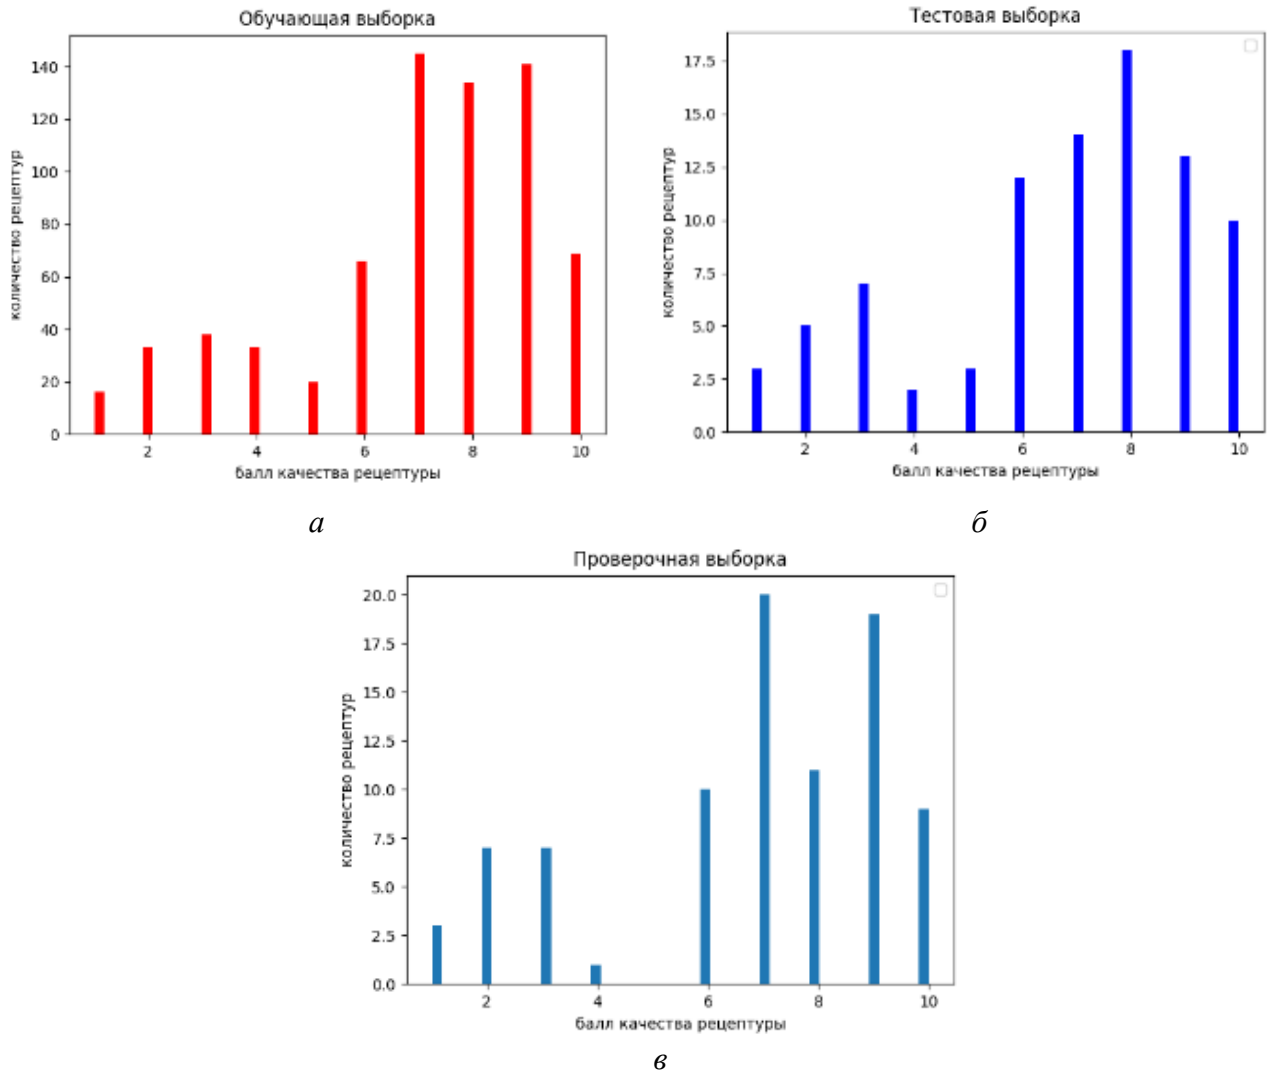 Обучающая выборка
140
120
100
80
60
40
20
0
количество рецептур
2 4 6 8 10
балл качества рецептуры
а
Тестовая выборка
17.5
15.0
12.5
10.0
7.5
5.0
2.5
0.0
количество рецептур
2 4 6 8 10
балл качества рецептуры
б
Проверочная выборка
20.0
17.5
15.0
12.5
10.0
7.5
5.0
2.5
0.0
количество рецептур
2 4 6 8 10
балл качества рецептуры
в